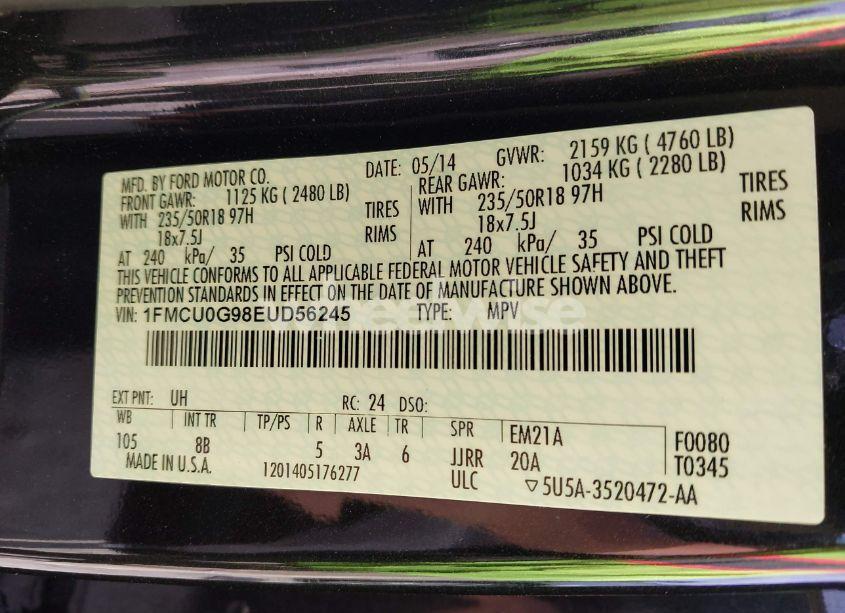 MFD. BY FORD MOTOR CO. DATE: 05/14 GVWR: 2159 KG ( 4760 LB)
FRONT GAWR: 1125 KG ( 2480 LB) REAR GAWR: 1034 KG ( 2280 LB)
WITH 235/50R18 97H TIRES WITH 235/50R18 97H TIRES
18x7.5J RIMS 18x7.5J RIMS
AT 240 kPa/ 35 PSI COLD AT 240 kPa/ 35 PSI COLD
THIS VEHICLE CONFORMS TO ALL APPLICABLE FEDERAL MOTOR VEHICLE SAFETY AND THEFT
PREVENTION STANDARDS IN EFFECT ON THE DATE OF MANUFACTURE SHOWN ABOVE.
VIN: 1FMCU0G98EUD56245 TYPE: MPV
wheelwise
EXT PNT: UH RC: 24 DSO:
WB INT TR TP/PS R AXLE TR SPR EM21A F0080
105 8B 5 3A 6 JJRR 20A T0345
MADE IN U.S.A. 1201405176277 ULC ▽5U5A-3520472-AA